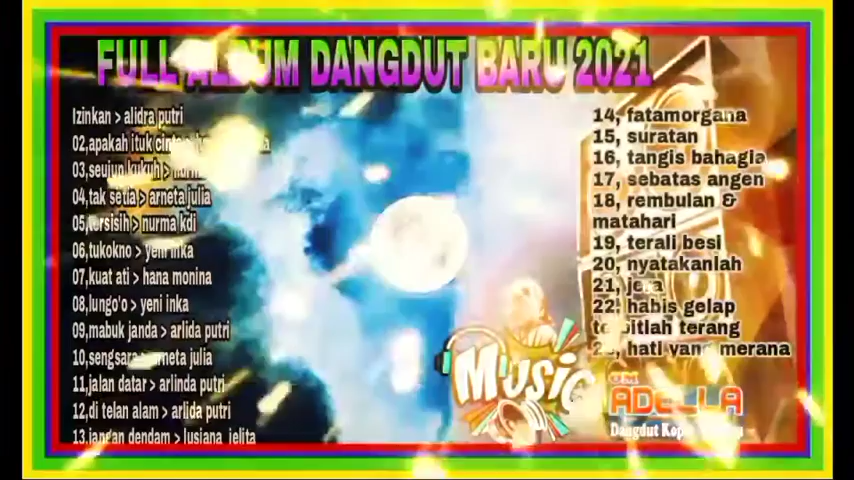 FULL ALBUM DANGDUT BARU 2021
Izinkan > alidra putri
02,apakah ituk cinta
03,seujun kukuh >
04,tak setia > arneta julia
05,tersisih > nurma kdi
06,tukokno > yeni inka
07,kuat ati > hana monina
08,lungo'o > yeni inka
09,mabuk janda > arlida putri
10,sengsara > arneta julia
11,jalan datar > arlinda putri
12,di telan alam > arlida putri
13,jangan dendam > lusiana jelita
14, fatamorgana
15, suratan
16, tangis bahagia
17, sebatas angen
18, rembulan &
matahari
19, terali besi
20, nyatakanlah
21, jera
22, habis gelap
terbitlah terang
23, hati yang merana
MUSIC
OM
ADELLA
Dangdut